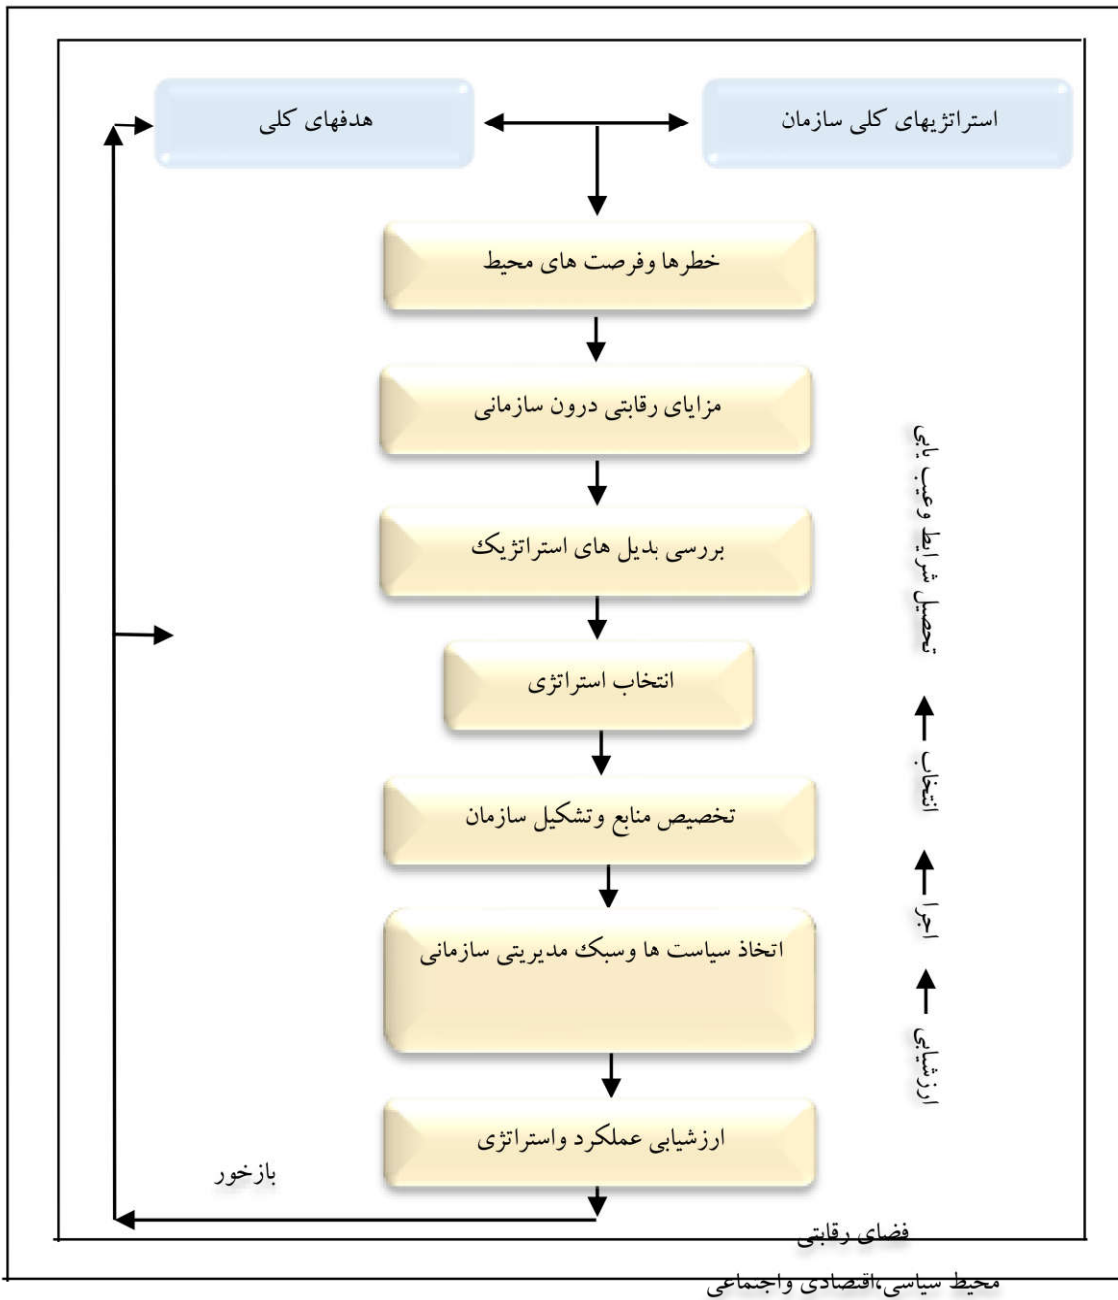 استراتژیهای کلی سازمان
هدفهای کلی
خطرها وفرصت های محیط
مزایای رقابتی درون سازمانی
بررسی بدیل های استراتژیک
انتخاب استراتژی
تخصیص منابع وتشکیل سازمان
اتخاذ سیاست ها وسبک مدیریتی سازمانی
ارزشیابی عملکرد واستراتژی
تحصیل شرایط وعیب یابی
انتخاب
اجرا
ارزشیابی
بازخور
فضای رقابتی
محیط سیاسی،اقتصادی واجتماعی